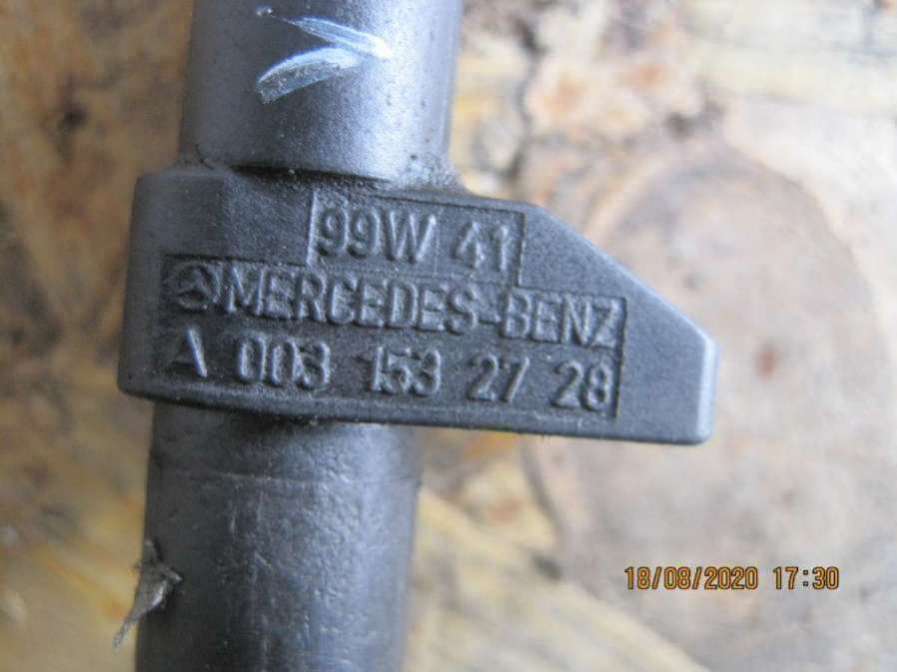 99W 41
MERCEDES-BENZ
A 003 153 27 28
18/08/2020 17:30